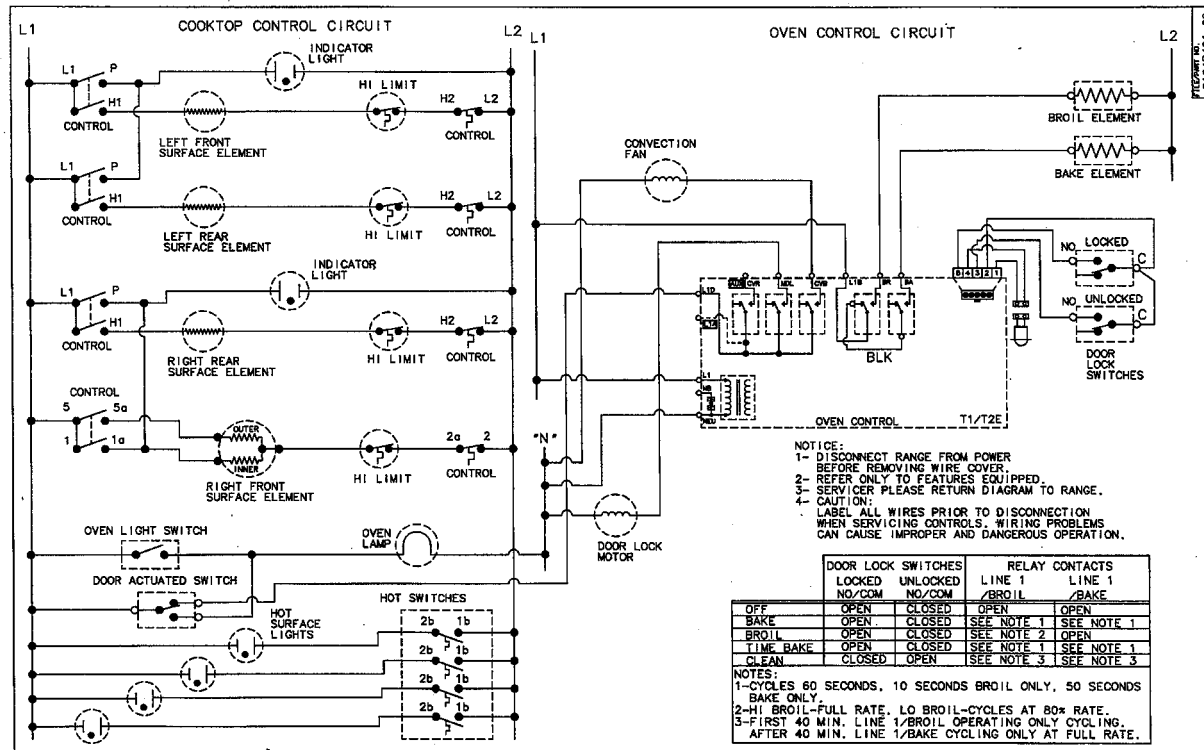 COOKTOP CONTROL CIRCUIT
OVEN CONTROL CIRCUIT
L1
L2
L1
L2
INDICATOR
LIGHT
L1
P
H1
CONTROL
LEFT FRONT
SURFACE ELEMENT
HI LIMIT
H2
L2
CONTROL
L1
P
H1
CONTROL
LEFT REAR
SURFACE ELEMENT
HI LIMIT
H2
L2
CONTROL
INDICATOR
LIGHT
L1
P
H1
CONTROL
RIGHT REAR
SURFACE ELEMENT
HI LIMIT
H2
L2
CONTROL
CONTROL
5
5a
1
1a
OUTER
INNER
RIGHT FRONT
SURFACE ELEMENT
HI LIMIT
2a
2
CONTROL
OVEN LIGHT SWITCH
OVEN
LAMP
DOOR ACTUATED SWITCH
HOT
SURFACE
LIGHTS
HOT SWITCHES
2b
1b
2b
1b
2b
1b
2b
1b
"N"
CONVECTION
FAN
DOOR LOCK
MOTOR
BROIL ELEMENT
BAKE ELEMENT
CVR
MDL
L1B
BR
BA
L1D
L1
NEU
BLK
OVEN CONTROL
T1/T2E
5 4 3 2 1
NO
LOCKED
C
NO
UNLOCKED
C
DOOR
LOCK
SWITCHES
NOTICE:
1- DISCONNECT RANGE FROM POWER
BEFORE REMOVING WIRE COVER.
2- REFER ONLY TO FEATURES EQUIPPED.
3- SERVICER PLEASE RETURN DIAGRAM TO RANGE.
4- CAUTION:
LABEL ALL WIRES PRIOR TO DISCONNECTION
WHEN SERVICING CONTROLS. WIRING PROBLEMS
CAN CAUSE IMPROPER AND DANGEROUS OPERATION.
DOOR LOCK SWITCHES RELAY CONTACTS
LOCKED UNLOCKED LINE 1 LINE 1
NO/COM NO/COM /BROIL /BAKE
OFF OPEN CLOSED OPEN OPEN
BAKE OPEN CLOSED SEE NOTE 1 SEE NOTE 1
BROIL OPEN CLOSED SEE NOTE 2 OPEN
TIME BAKE OPEN CLOSED SEE NOTE 1 SEE NOTE 1
CLEAN CLOSED OPEN SEE NOTE 3 SEE NOTE 3
NOTES:
1-CYCLES 60 SECONDS, 10 SECONDS BROIL ONLY, 50 SECONDS
BAKE ONLY.
2-HI BROIL-FULL RATE. LO BROIL-CYCLES AT 80% RATE.
3-FIRST 40 MIN. LINE 1/BROIL OPERATING ONLY CYCLING.
AFTER 40 MIN. LINE 1/BAKE CYCLING ONLY AT FULL RATE.